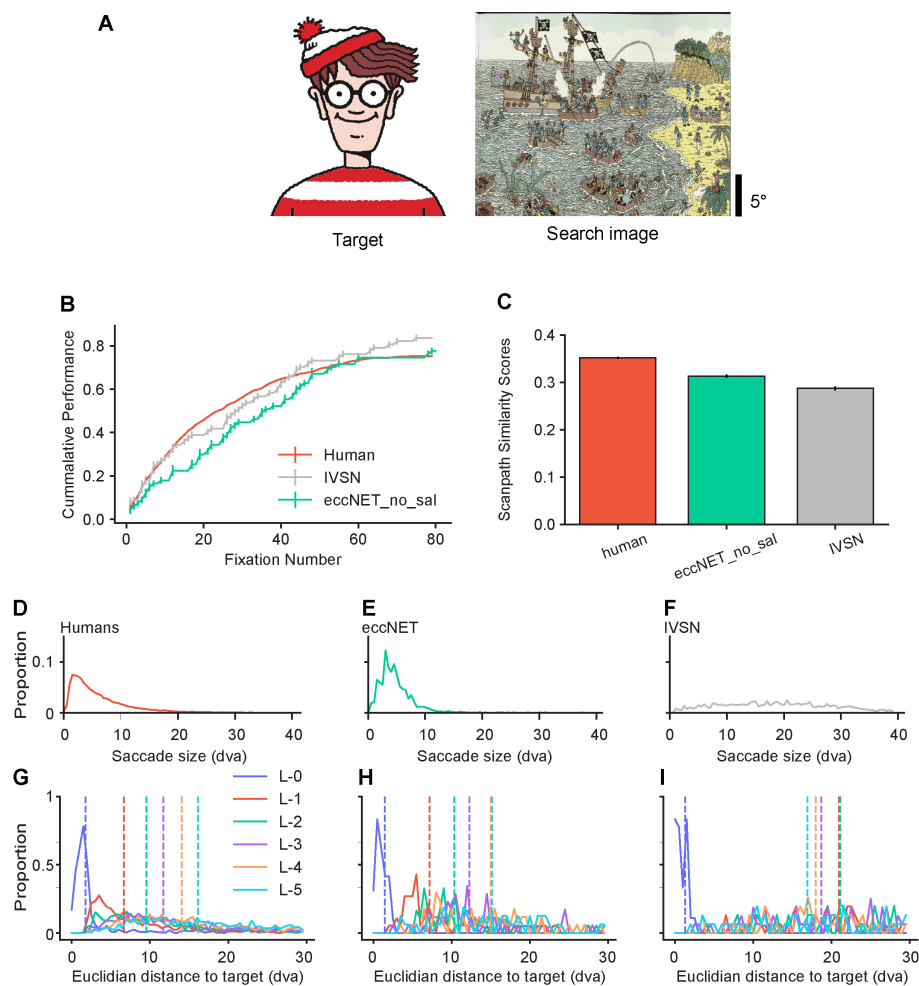 A
Target
Search image
5°
B
Cummalative Performance
0.8
0.6
0.4
0.2
0.0
Human
IVSN
eccNET_no_sal
0 20 40 60 80
Fixation Number
C
Scanpath Similarity Scores
0.4
0.3
0.2
0.1
0.0
human
eccNET_no_sal
IVSN
D
Humans
Proportion
0.1
0
0 10 20 30 40
Saccade size (dva)
E
eccNET
0 10 20 30 40
Saccade size (dva)
F
IVSN
0 10 20 30 40
Saccade size (dva)
G
Proportion
1
0.5
0
L-0
L-1
L-2
L-3
L-4
L-5
0 10 20 30
Euclidian distance to target (dva)
H
0 10 20 30
Euclidian distance to target (dva)
I
0 10 20 30
Euclidian distance to target (dva)